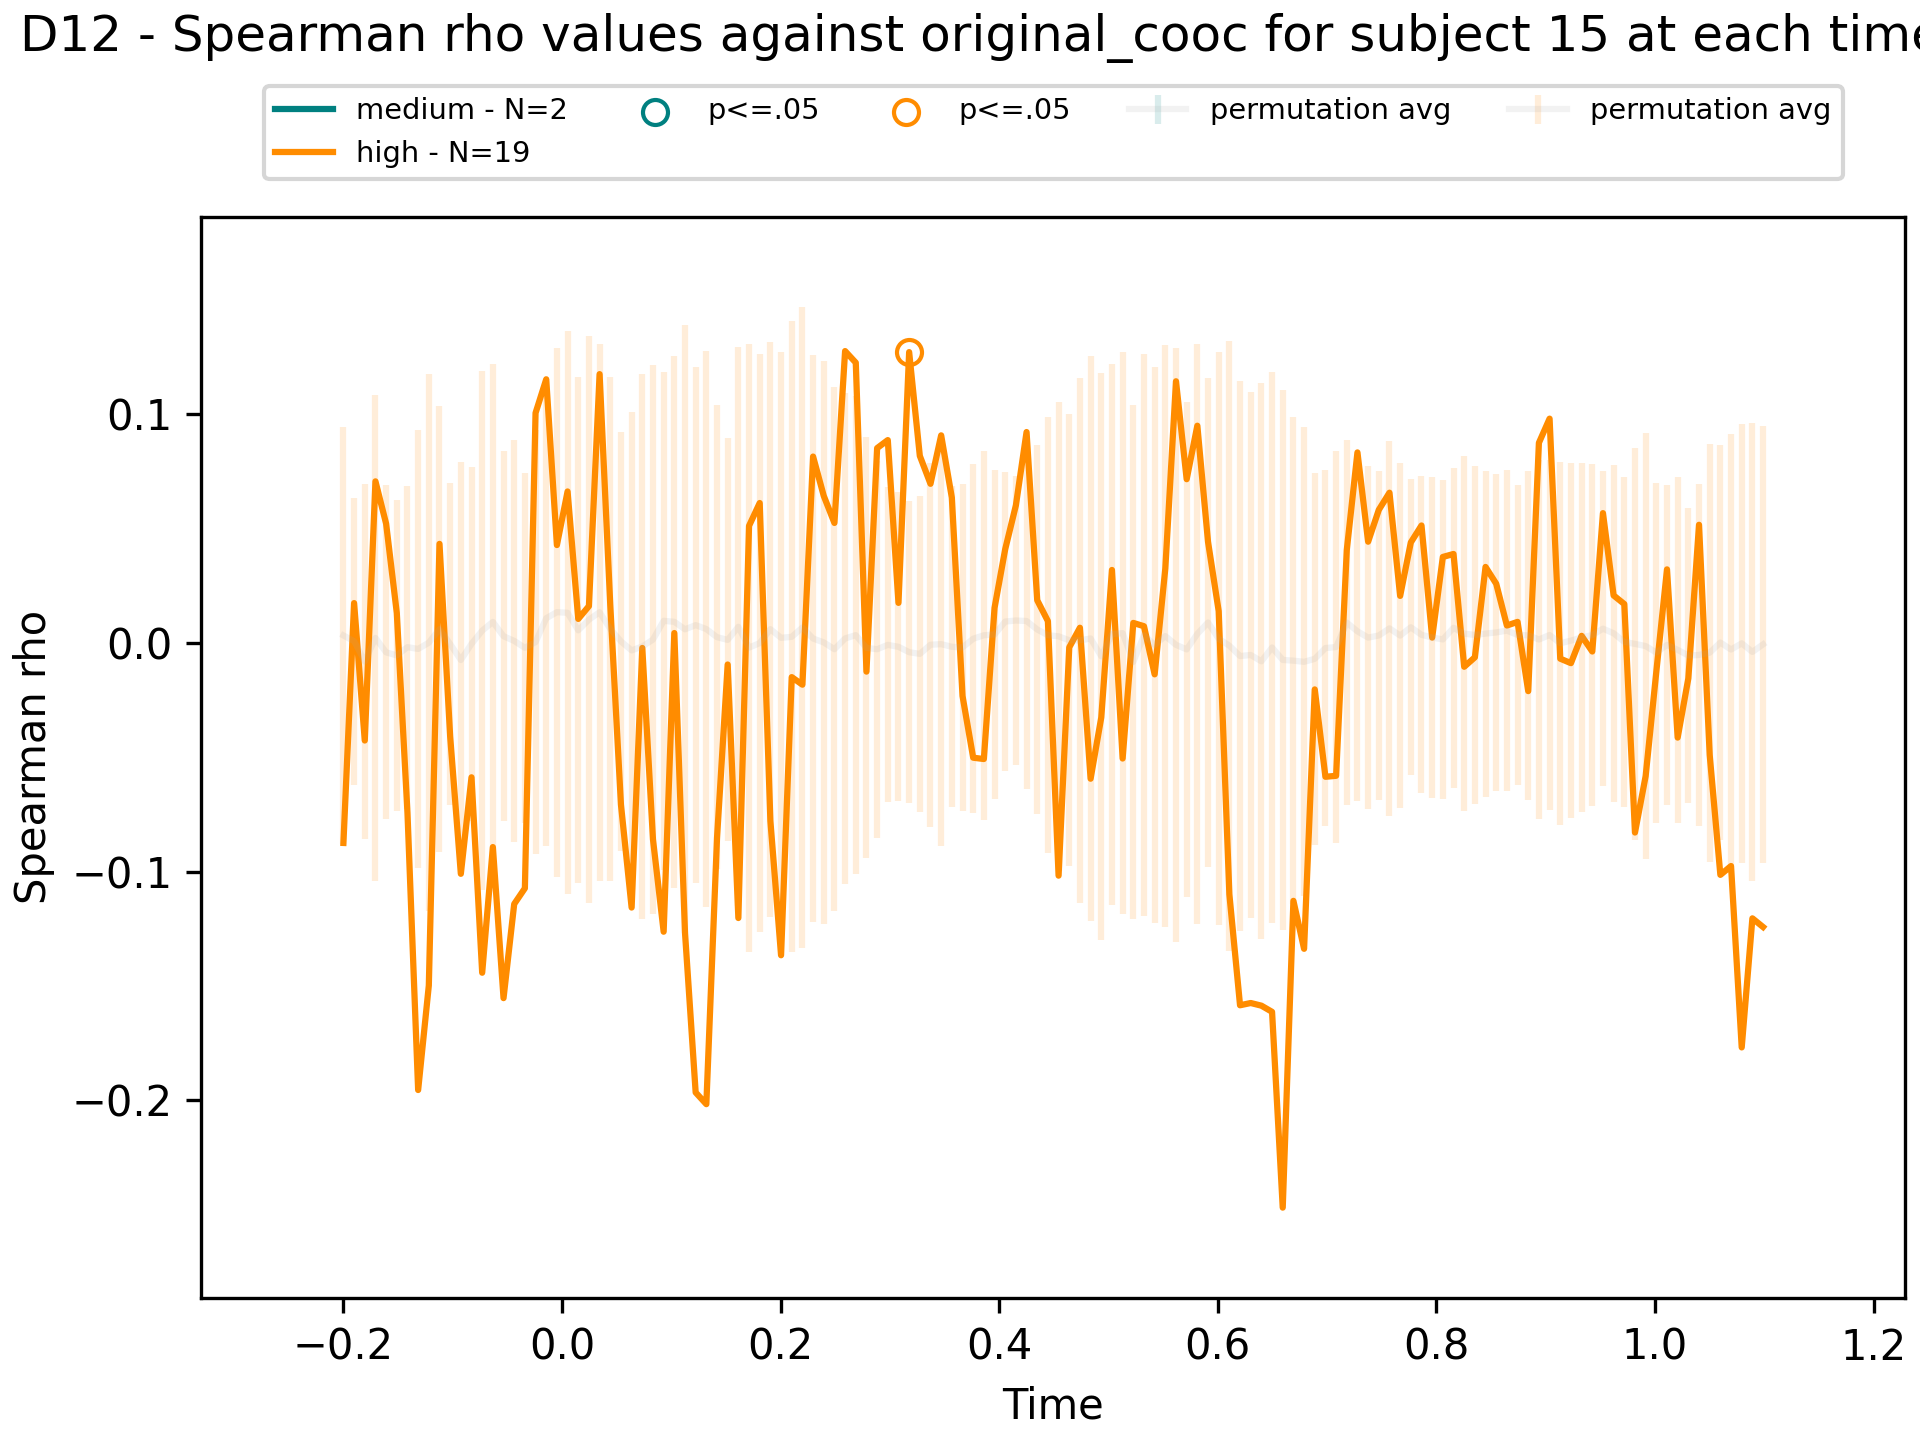 D12 - Spearman rho values against original_cooc for subject 15 at each time
medium - N=2
high - N=19
p<=.05
p<=.05
permutation avg
permutation avg
Spearman rho
0.1
0.0
−0.1
−0.2
−0.2 0.0 0.2 0.4 0.6 0.8 1.0 1.2
Time